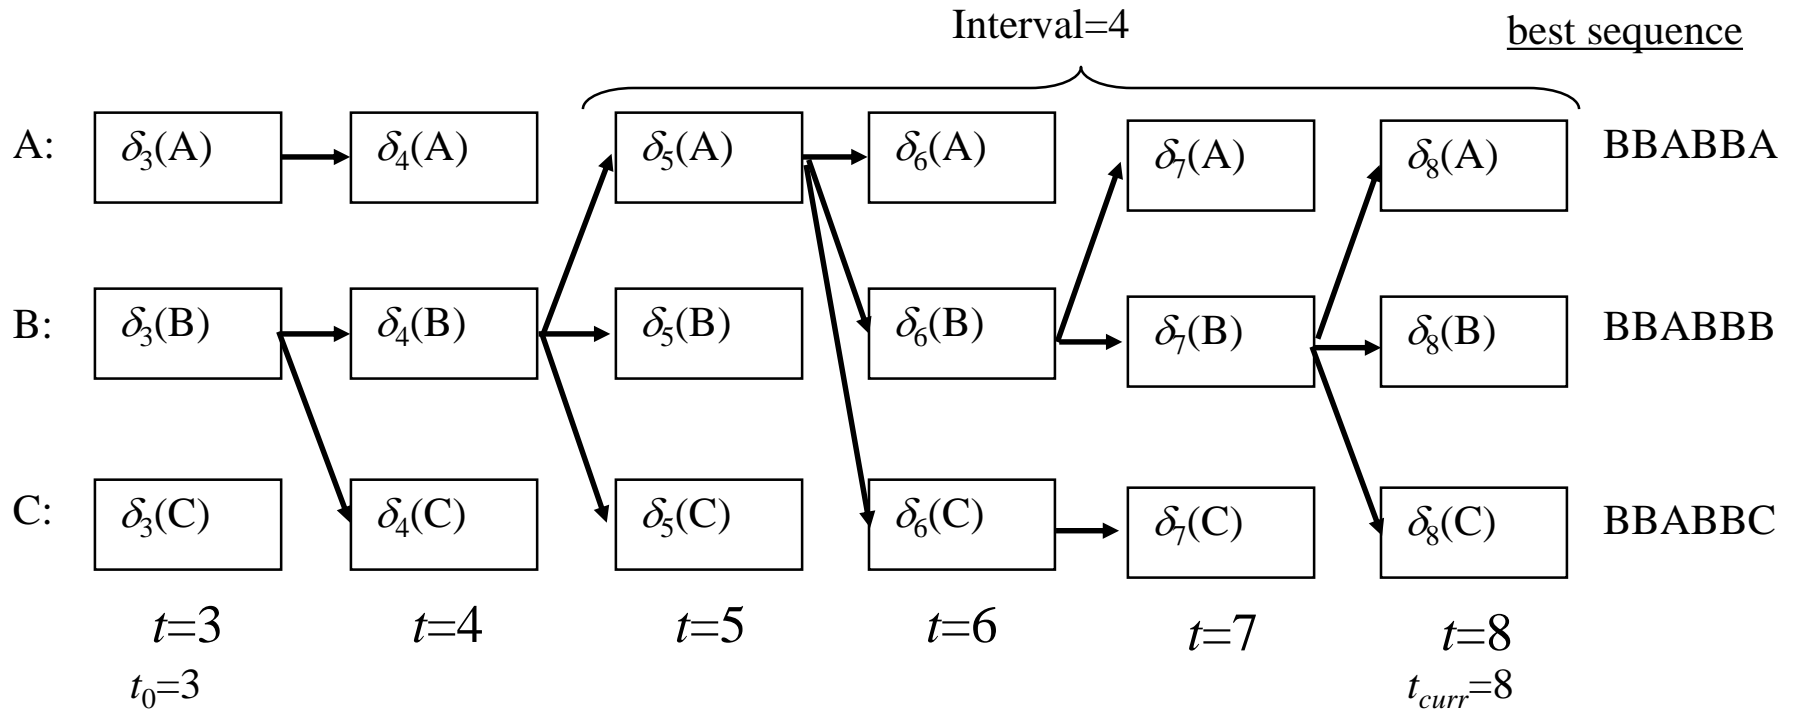 Interval=4
best sequence
A: δ₃(A) δ₄(A) δ₅(A) δ₆(A) δ₇(A) δ₈(A) BBABBA
B: δ₃(B) δ₄(B) δ₅(B) δ₆(B) δ₇(B) δ₈(B) BBABBB
C: δ₃(C) δ₄(C) δ₅(C) δ₆(C) δ₇(C) δ₈(C) BBABBC
t=3 t=4 t=5 t=6 t=7 t=8
t₀=3 t_curr=8